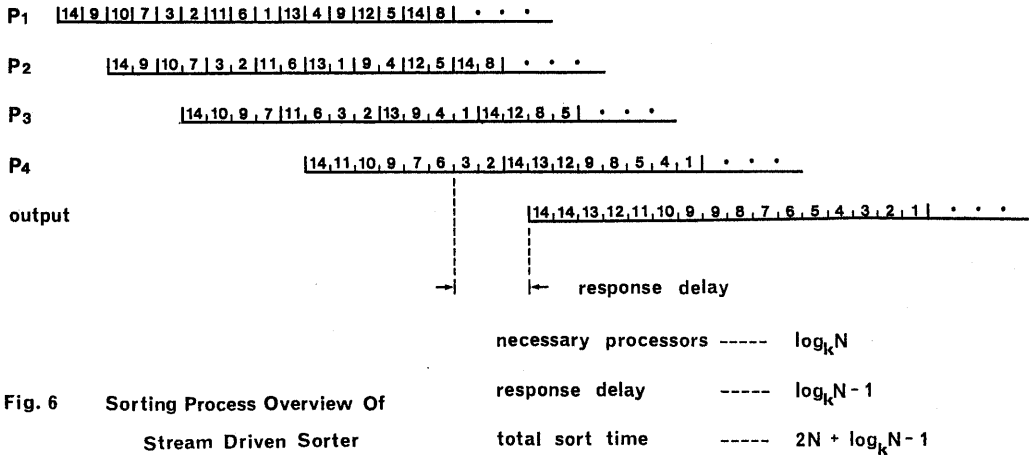 P1 |14|9|10|7|3|2|11|6|1|13|4|9|12|5|14|8| · · ·
P2 |14,9|10,7|3,2|11,6|13,1|9,4|12,5|14,8| · · ·
P3 |14,10,9,7|11,6,3,2|13,9,4,1|14,12,8,5| · · ·
P4 |14,11,10,9,7,6,3,2|14,13,12,9,8,5,4,1| · · ·
output |14,14,13,12,11,10,9,9,8,7,6,5,4,3,2,1| · · ·
response delay
necessary processors ----- logkN
response delay ----- logkN - 1
total sort time ----- 2N + logkN - 1
Fig. 6 Sorting Process Overview Of
Stream Driven Sorter